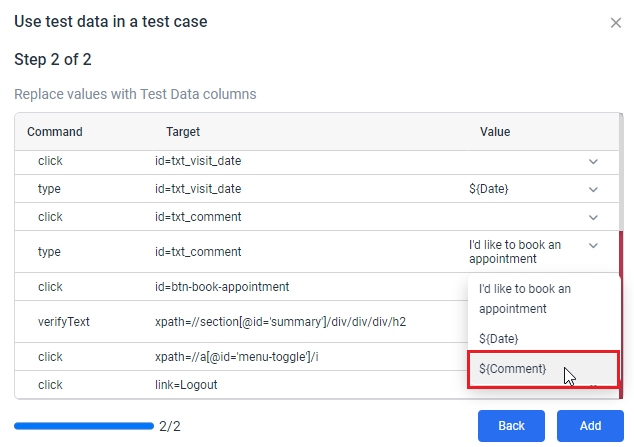 Use test data in a test case
Step 2 of 2
Replace values with Test Data columns
Command Target Value
click id=txt_visit_date
type id=txt_visit_date ${Date}
click id=txt_comment
type id=txt_comment I'd like to book an
appointment
click id=btn-book-appointment
I'd like to book an
appointment
verifyText xpath=//section[@id='summary']/div/div/div/h2
${Date}
click xpath=//a[@id='menu-toggle']/i
${Comment}
click link=Logout
2/2
Back Add